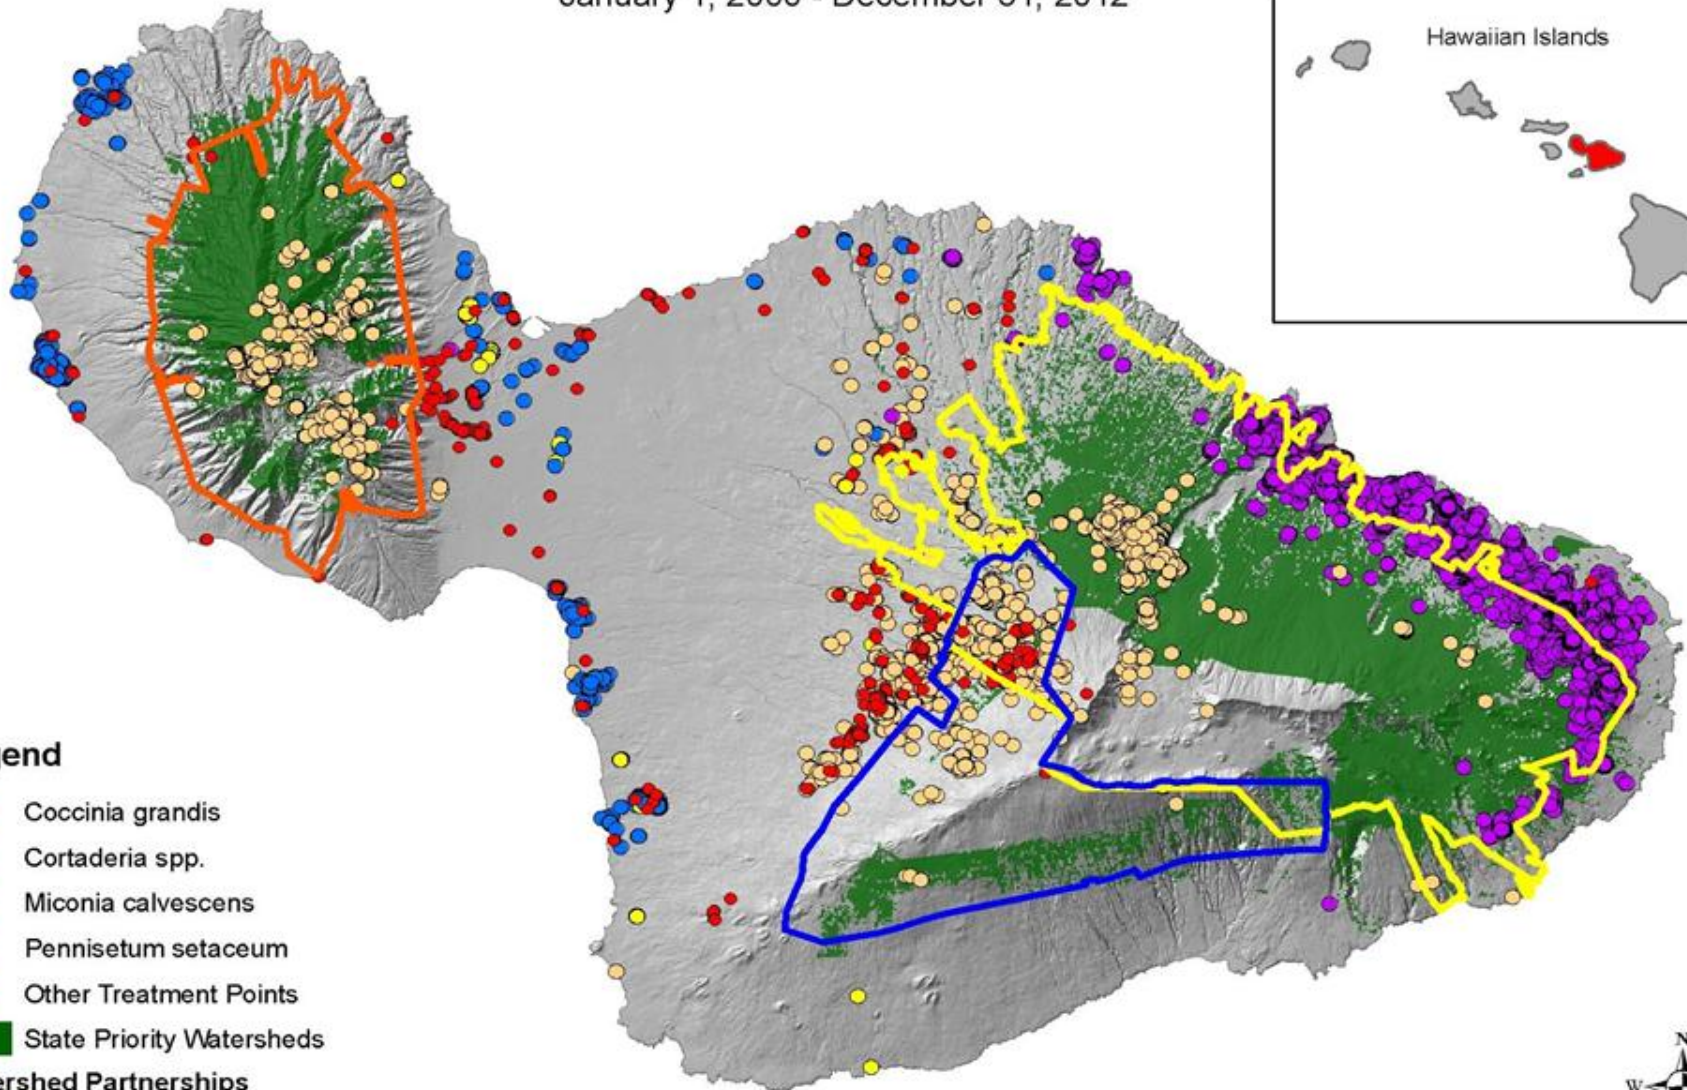 Hawaiian Islands
Coccinia grandis
Cortaderia spp.
Miconia calvescens
Pennisetum setaceum
Other Treatment Points
State Priority Watersheds
N
W